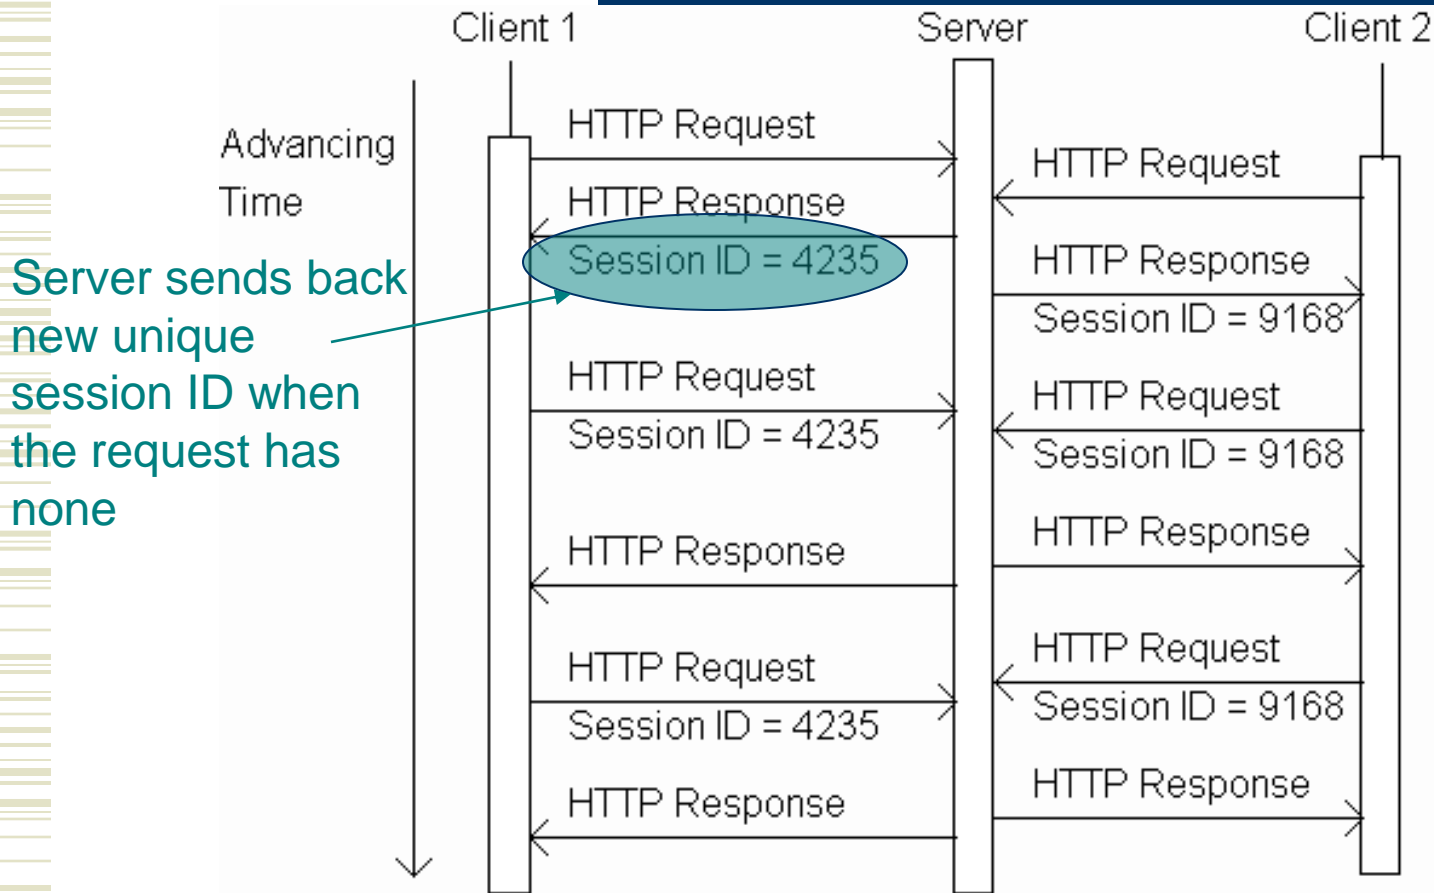 Client 1
Server
Client 2
Advancing
Time
HTTP Request
HTTP Request
HTTP Response
Session ID = 4235
HTTP Response
Session ID = 9168
Server sends back
new unique
session ID when
the request has
none
HTTP Request
Session ID = 4235
HTTP Request
Session ID = 9168
HTTP Response
HTTP Response
HTTP Request
Session ID = 9168
HTTP Request
Session ID = 4235
HTTP Response
HTTP Response